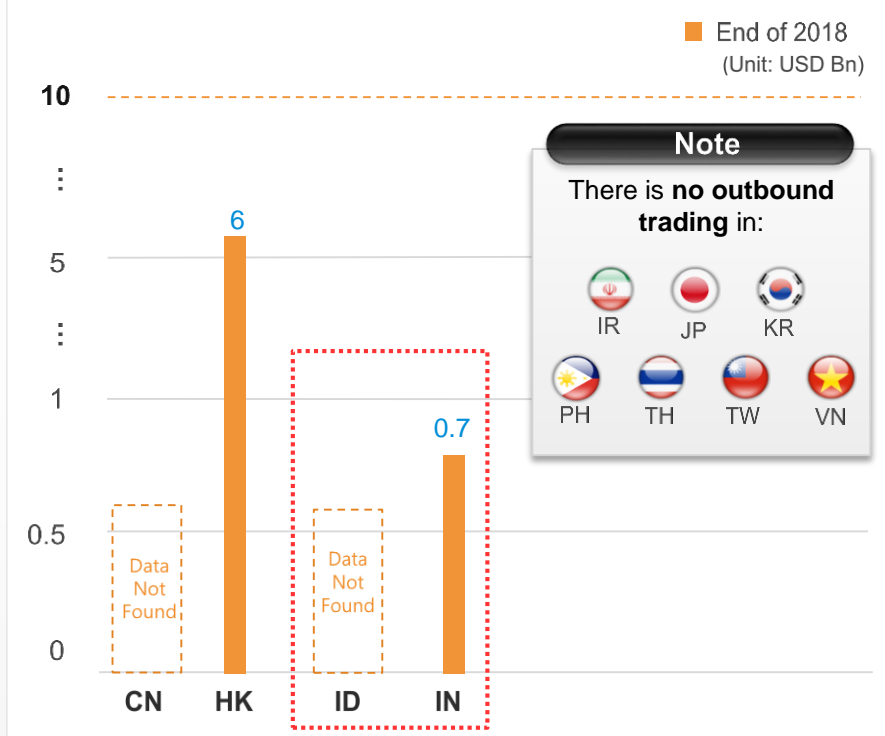 End of 2018
(Unit: USD Bn)
10
⋮
5
⋮
1
0.5
0
6
0.7
Data
Not
Found
Data
Not
Found
CN HK ID IN
Note
There is no outbound
trading in:
IR JP KR
PH TH TW VN